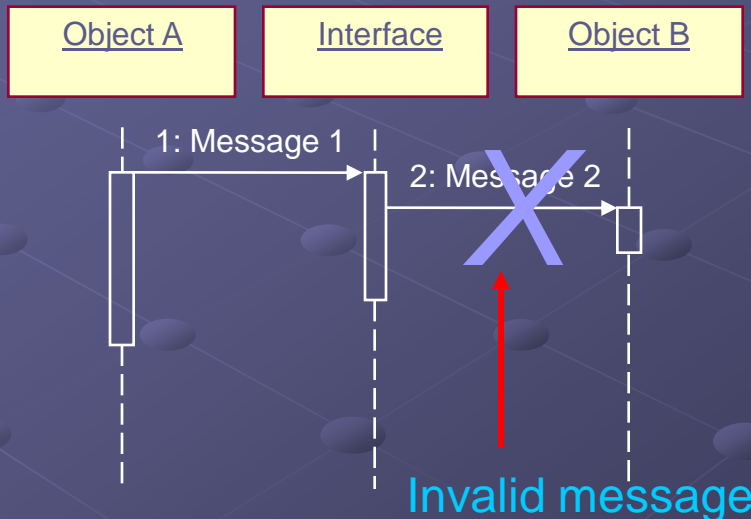 Object A
Interface
Object B
1: Message 1
2: Message 2
X
Invalid message